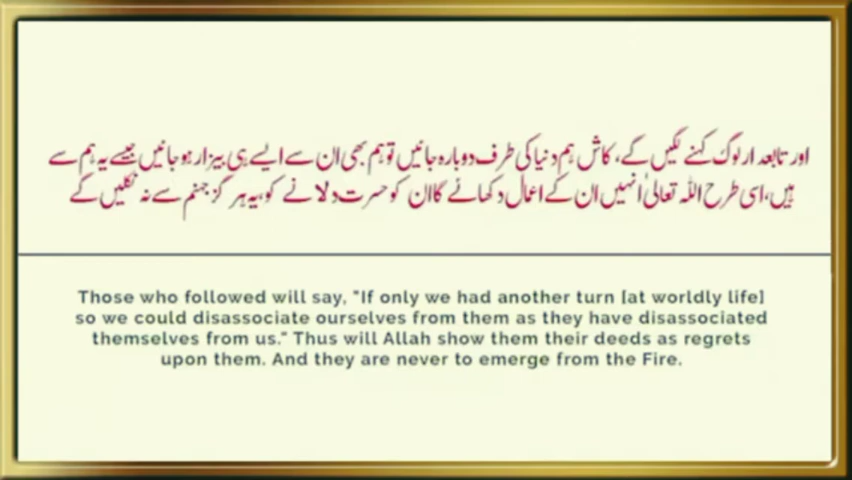 اور تابعدار لوگ کہنے لگیں گے، کاش ہم دنیا کی طرف دوبارہ جائیں تو ہم بھی ان سے ایسے ہی بیزار ہو جائیں جیسے یہ ہم سے
ہیں، اسی طرح اللہ تعالیٰ انہیں ان کے اعمال دکھائے گا ان کو حسرت دلانے کو، یہ ہر گز جہنم سے نہ نکلیں گے
Those who followed will say, "If only we had another turn [at worldly life]
so we could disassociate ourselves from them as they have disassociated
themselves from us." Thus will Allah show them their deeds as regrets
upon them. And they are never to emerge from the Fire.